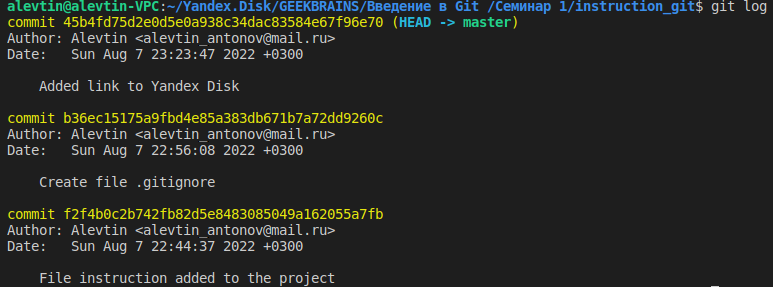 alevtin@alevtin-VPC:~/Yandex.Disk/GEEKBRAINS/Введение в Git /Семинар 1/instruction_git$ git log
commit 45b4fd75d2e0d5e0a938c34dac83584e67f96e70 (HEAD -> master)
Author: Alevtin <alevtin_antonov@mail.ru>
Date:   Sun Aug 7 23:23:47 2022 +0300
    Added link to Yandex Disk
commit b36ec15175a9fbd4e85a383db671b7a72dd9260c
Author: Alevtin <alevtin_antonov@mail.ru>
Date:   Sun Aug 7 22:56:08 2022 +0300
    Create file .gitignore
commit f2f4b0c2b742fb82d5e8483085049a162055a7fb
Author: Alevtin <alevtin_antonov@mail.ru>
Date:   Sun Aug 7 22:44:37 2022 +0300
    File instruction added to the project